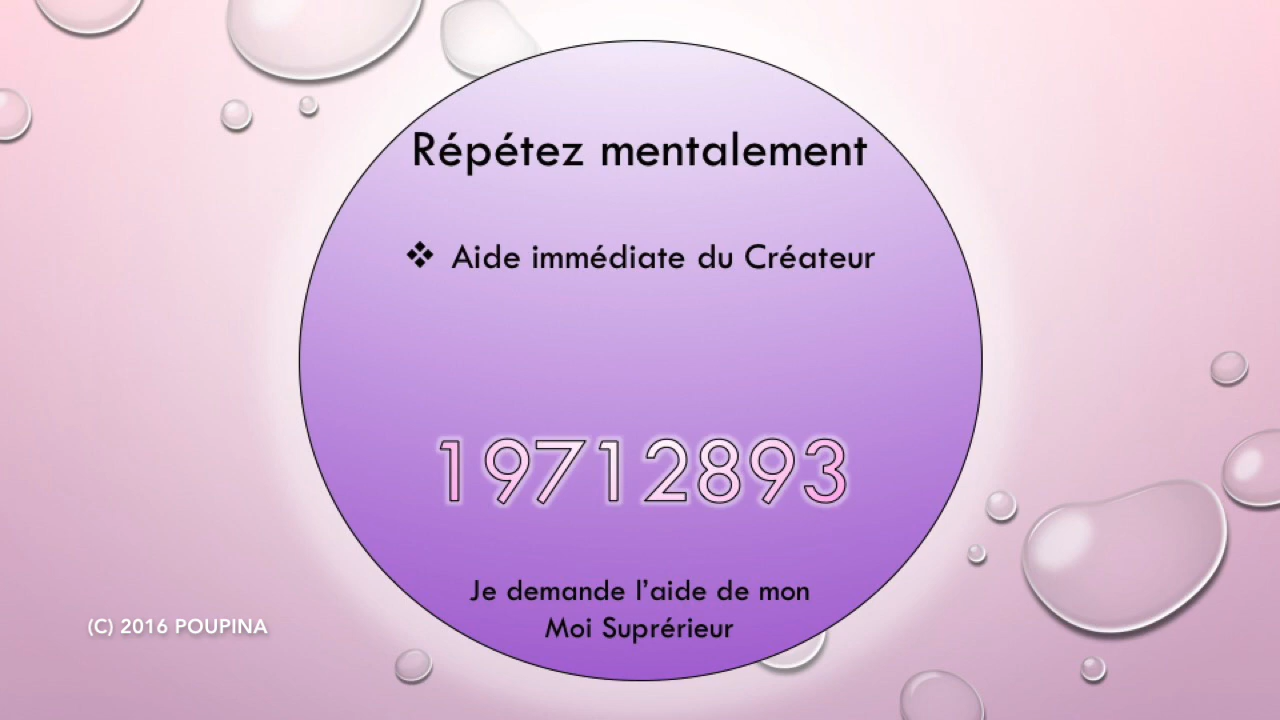 Répétez mentalement
❖ Aide immédiate du Créateur
19712893
Je demande l’aide de mon
Moi Suprérieur
(C) 2016 POUPINA